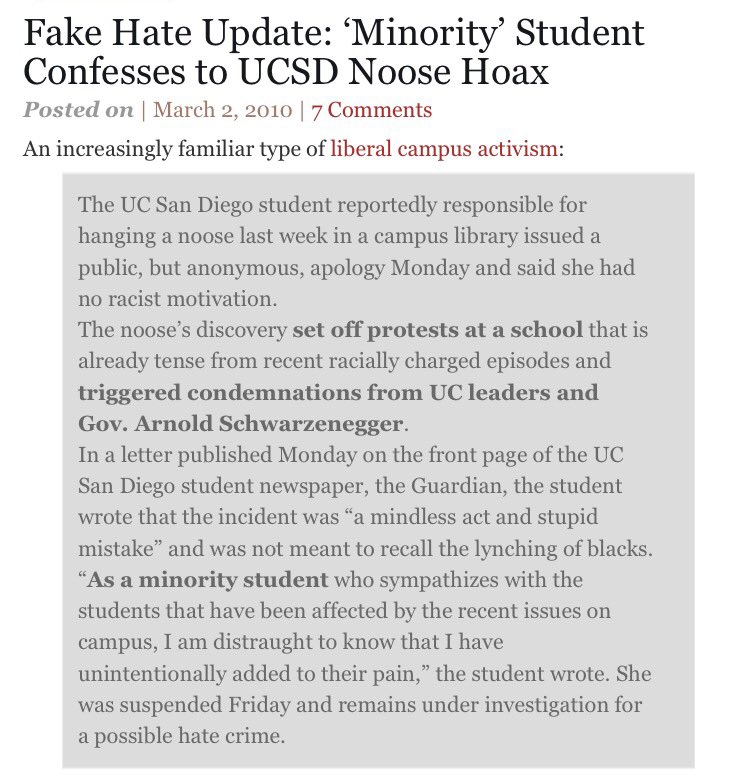 Fake Hate Update: ‘Minority’ Student
Confesses to UCSD Noose Hoax
Posted on | March 2, 2010 | 7 Comments
An increasingly familiar type of liberal campus activism:
The UC San Diego student reportedly responsible for
hanging a noose last week in a campus library issued a
public, but anonymous, apology Monday and said she had
no racist motivation.
The noose’s discovery set off protests at a school that is
already tense from recent racially charged episodes and
triggered condemnations from UC leaders and
Gov. Arnold Schwarzenegger.
In a letter published Monday on the front page of the UC
San Diego student newspaper, the Guardian, the student
wrote that the incident was “a mindless act and stupid
mistake” and was not meant to recall the lynching of blacks.
“As a minority student who sympathizes with the
students that have been affected by the recent issues on
campus, I am distraught to know that I have
unintentionally added to their pain,” the student wrote. She
was suspended Friday and remains under investigation for
a possible hate crime.